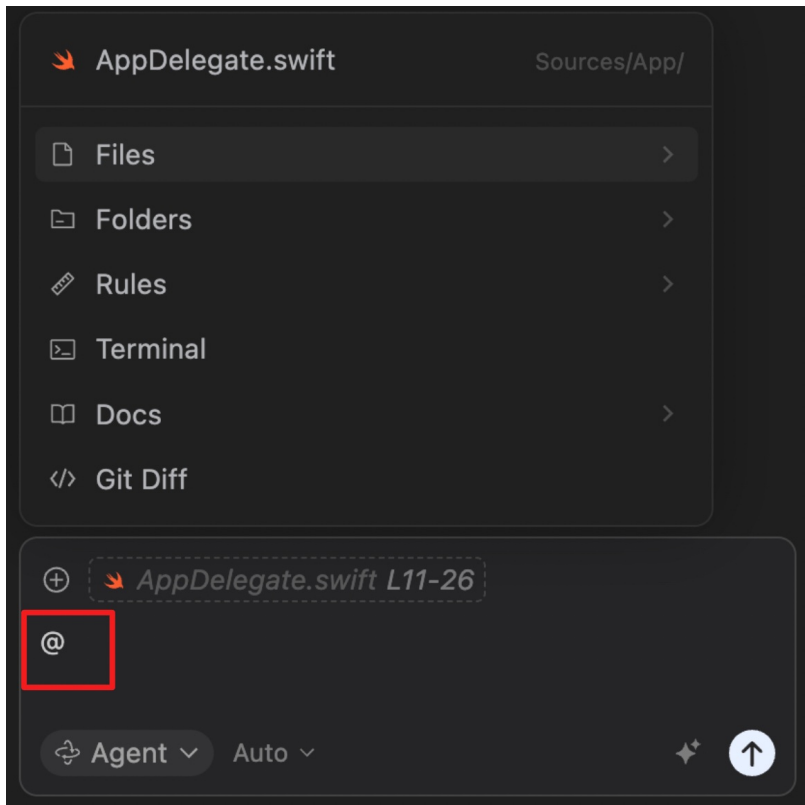 AppDelegate.swift Sources/App/
Files
Folders
Rules
Terminal
Docs
Git Diff
AppDelegate.swift L11-26
@
Agent Auto